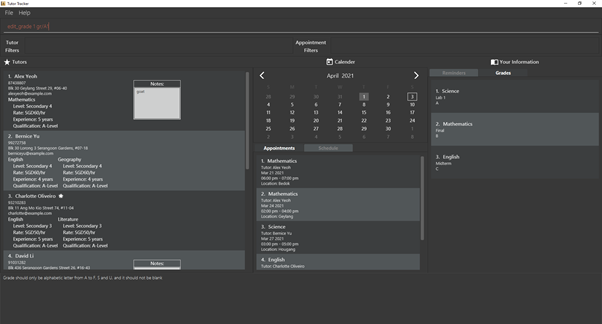 Tutor Tracker
File Help
Tutor
Filters
Appointment
Filters
Tutors
1. Alex Yeoh
87438807
Blk 30 Geylang Street 29, #06-40
alexyeoh@example.com
Mathematics
Level: Secondary 4
Rate: SGD60/hr
Experience: 5 years
Qualification: A-Level
Notes:
2. Bernice Yu
99272758
Blk 30 Lorong 3 Serangoon Gardens, #07-18
berniceyu@example.com
English Geography
Level: Secondary 4 Level: Secondary 4
Rate: SGD60/hr Rate: SGD60/hr
Experience: 4 years Experience: 4 years
Qualification: A-Level Qualification: A-Level
3. Charlotte Oliveiro
93210283
Blk 11 Ang Mo Kio Street 74, #11-04
charlotte@example.com
English Literature
Level: Secondary 3 Level: Secondary 3
Rate: SGD60/hr Rate: SGD60/hr
Experience: 5 years Experience: 5 years
Qualification: A-Level Qualification: A-Level
4. David Li
91031282
Blk 436 Serangoon Gardens Street 26, #16-43
Notes:
Calender
April 2021
28 29 30 31 1 2 3
4 5 6 7 8 9 10
11 12 13 14 15 16 17
18 19 20 21 22 23 24
25 26 27 28 29 30 1
2 3 4 5 6 7 8
Appointments Schedule
1. Mathematics
Tutor: Alex Yeoh
Mar 21 2021
06:00 pm - 07:00 pm
Location: Bedok
2. Mathematics
Tutor: Alex Yeoh
Mar 24 2021
03:00 pm - 04:00 pm
Location: Geylang
3. Science
Tutor: Bernice Yu
Mar 27 2021
02:00 pm - 03:00 pm
Location: Hougang
4. English
Tutor: Charlotte Oliveiro
Your Information
Reminders Grades
1. Science
Lab 1
A
2. Mathematics
Final
B
3. English
Midterm
C
Grade should only be alphabetic letter from A to F, S and U, and it should not be blank